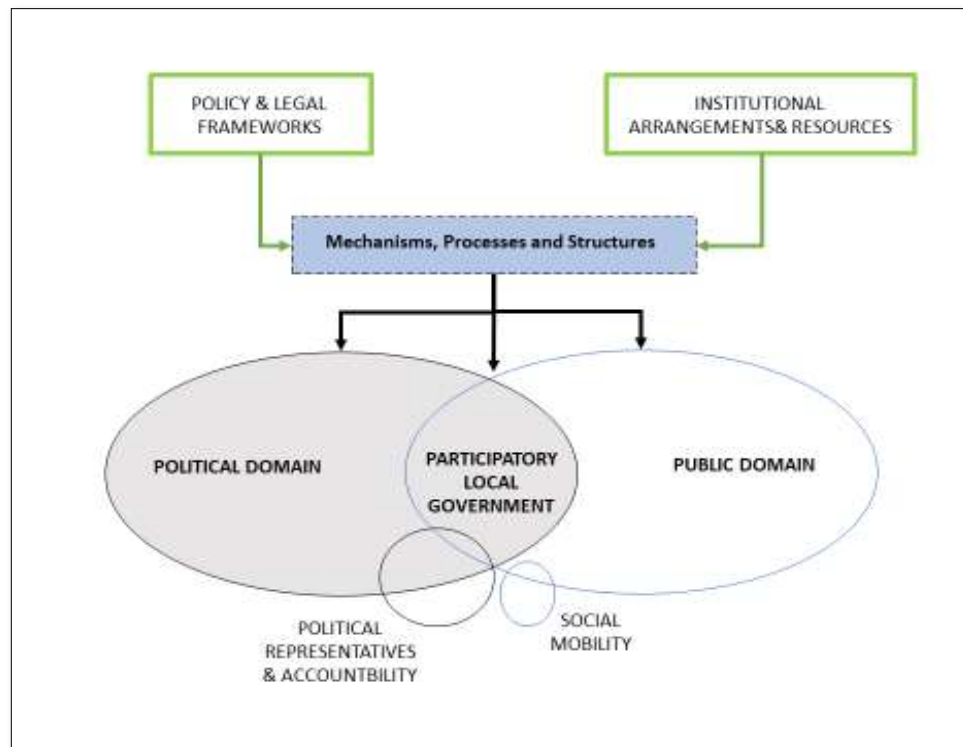 POLICY & LEGAL
FRAMEWORKS
INSTITUTIONAL
ARRANGEMENTS& RESOURCES
Mechanisms, Processes and Structures
POLITICAL DOMAIN
PARTICIPATORY
LOCAL
GOVERNMENT
PUBLIC DOMAIN
POLITICAL
REPRESENTATIVES
& ACCOUNTBILITY
SOCIAL
MOBILITY